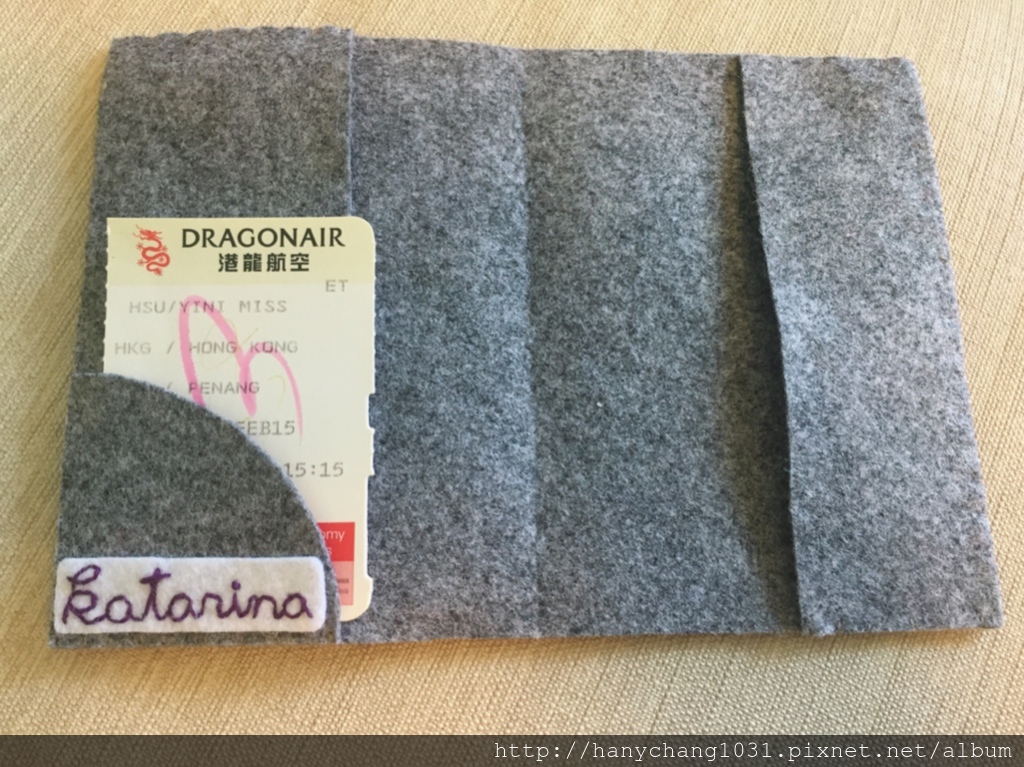 DRAGONAIR
港龍航空
ET
HSU/YINI MISS
HKG / HONG KONG
/ PENANG
FEB15
15:15
katarina
http://hanychang1031.pixnet.net/album